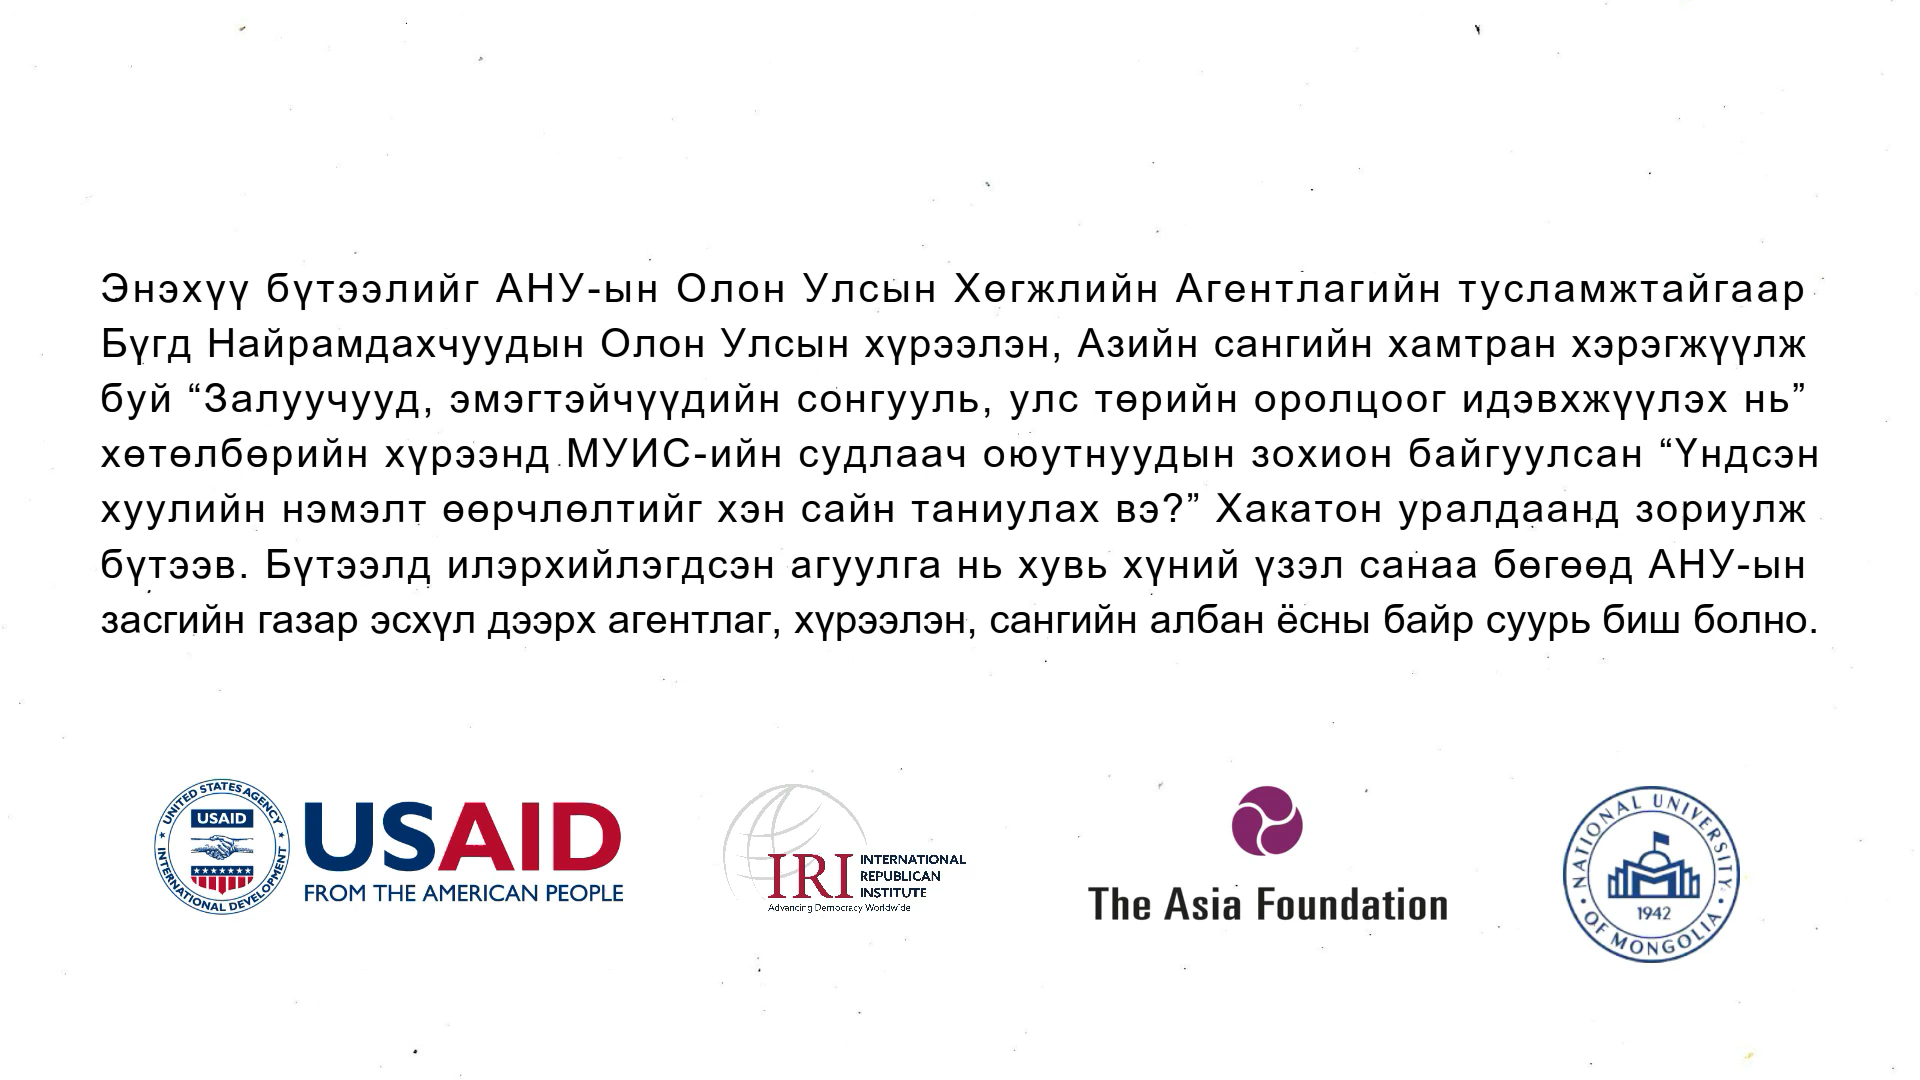 Энэхүү бүтээлийг АНУ-ын Олон Улсын Хөгжлийн Агентлагийн тусламжтайгаар
Бүгд Найрамдахчуудын Олон Улсын хүрээлэн, Азийн сангийн хамтран хэрэгжүүлж
буй “Залуучууд, эмэгтэйчүүдийн сонгууль, улс төрийн оролцоог идэвхжүүлэх нь”
хөтөлбөрийн хүрээнд МУИС-ийн судлаач оюутнуудын зохион байгуулсан “Үндсэн
хуулийн нэмэлт өөрчлөлтийг хэн сайн таниулах вэ?” Хакатон уралдаанд зориулж
бүтээв. Бүтээлд илэрхийлэгдсэн агуулга нь хувь хүний үзэл санаа бөгөөд АНУ-ын
засгийн газар эсхүл дээрх агентлаг, хүрээлэн, сангийн албан ёсны байр суурь биш болно.
UNITED STATES AGENCY
USAID
INTERNATIONAL DEVELOPMENT
USAID
FROM THE AMERICAN PEOPLE
IRI
INTERNATIONAL
REPUBLICAN
INSTITUTE
Advancing Democracy Worldwide
The Asia Foundation
NATIONAL UNIVERSITY
1942
OF MONGOLIA